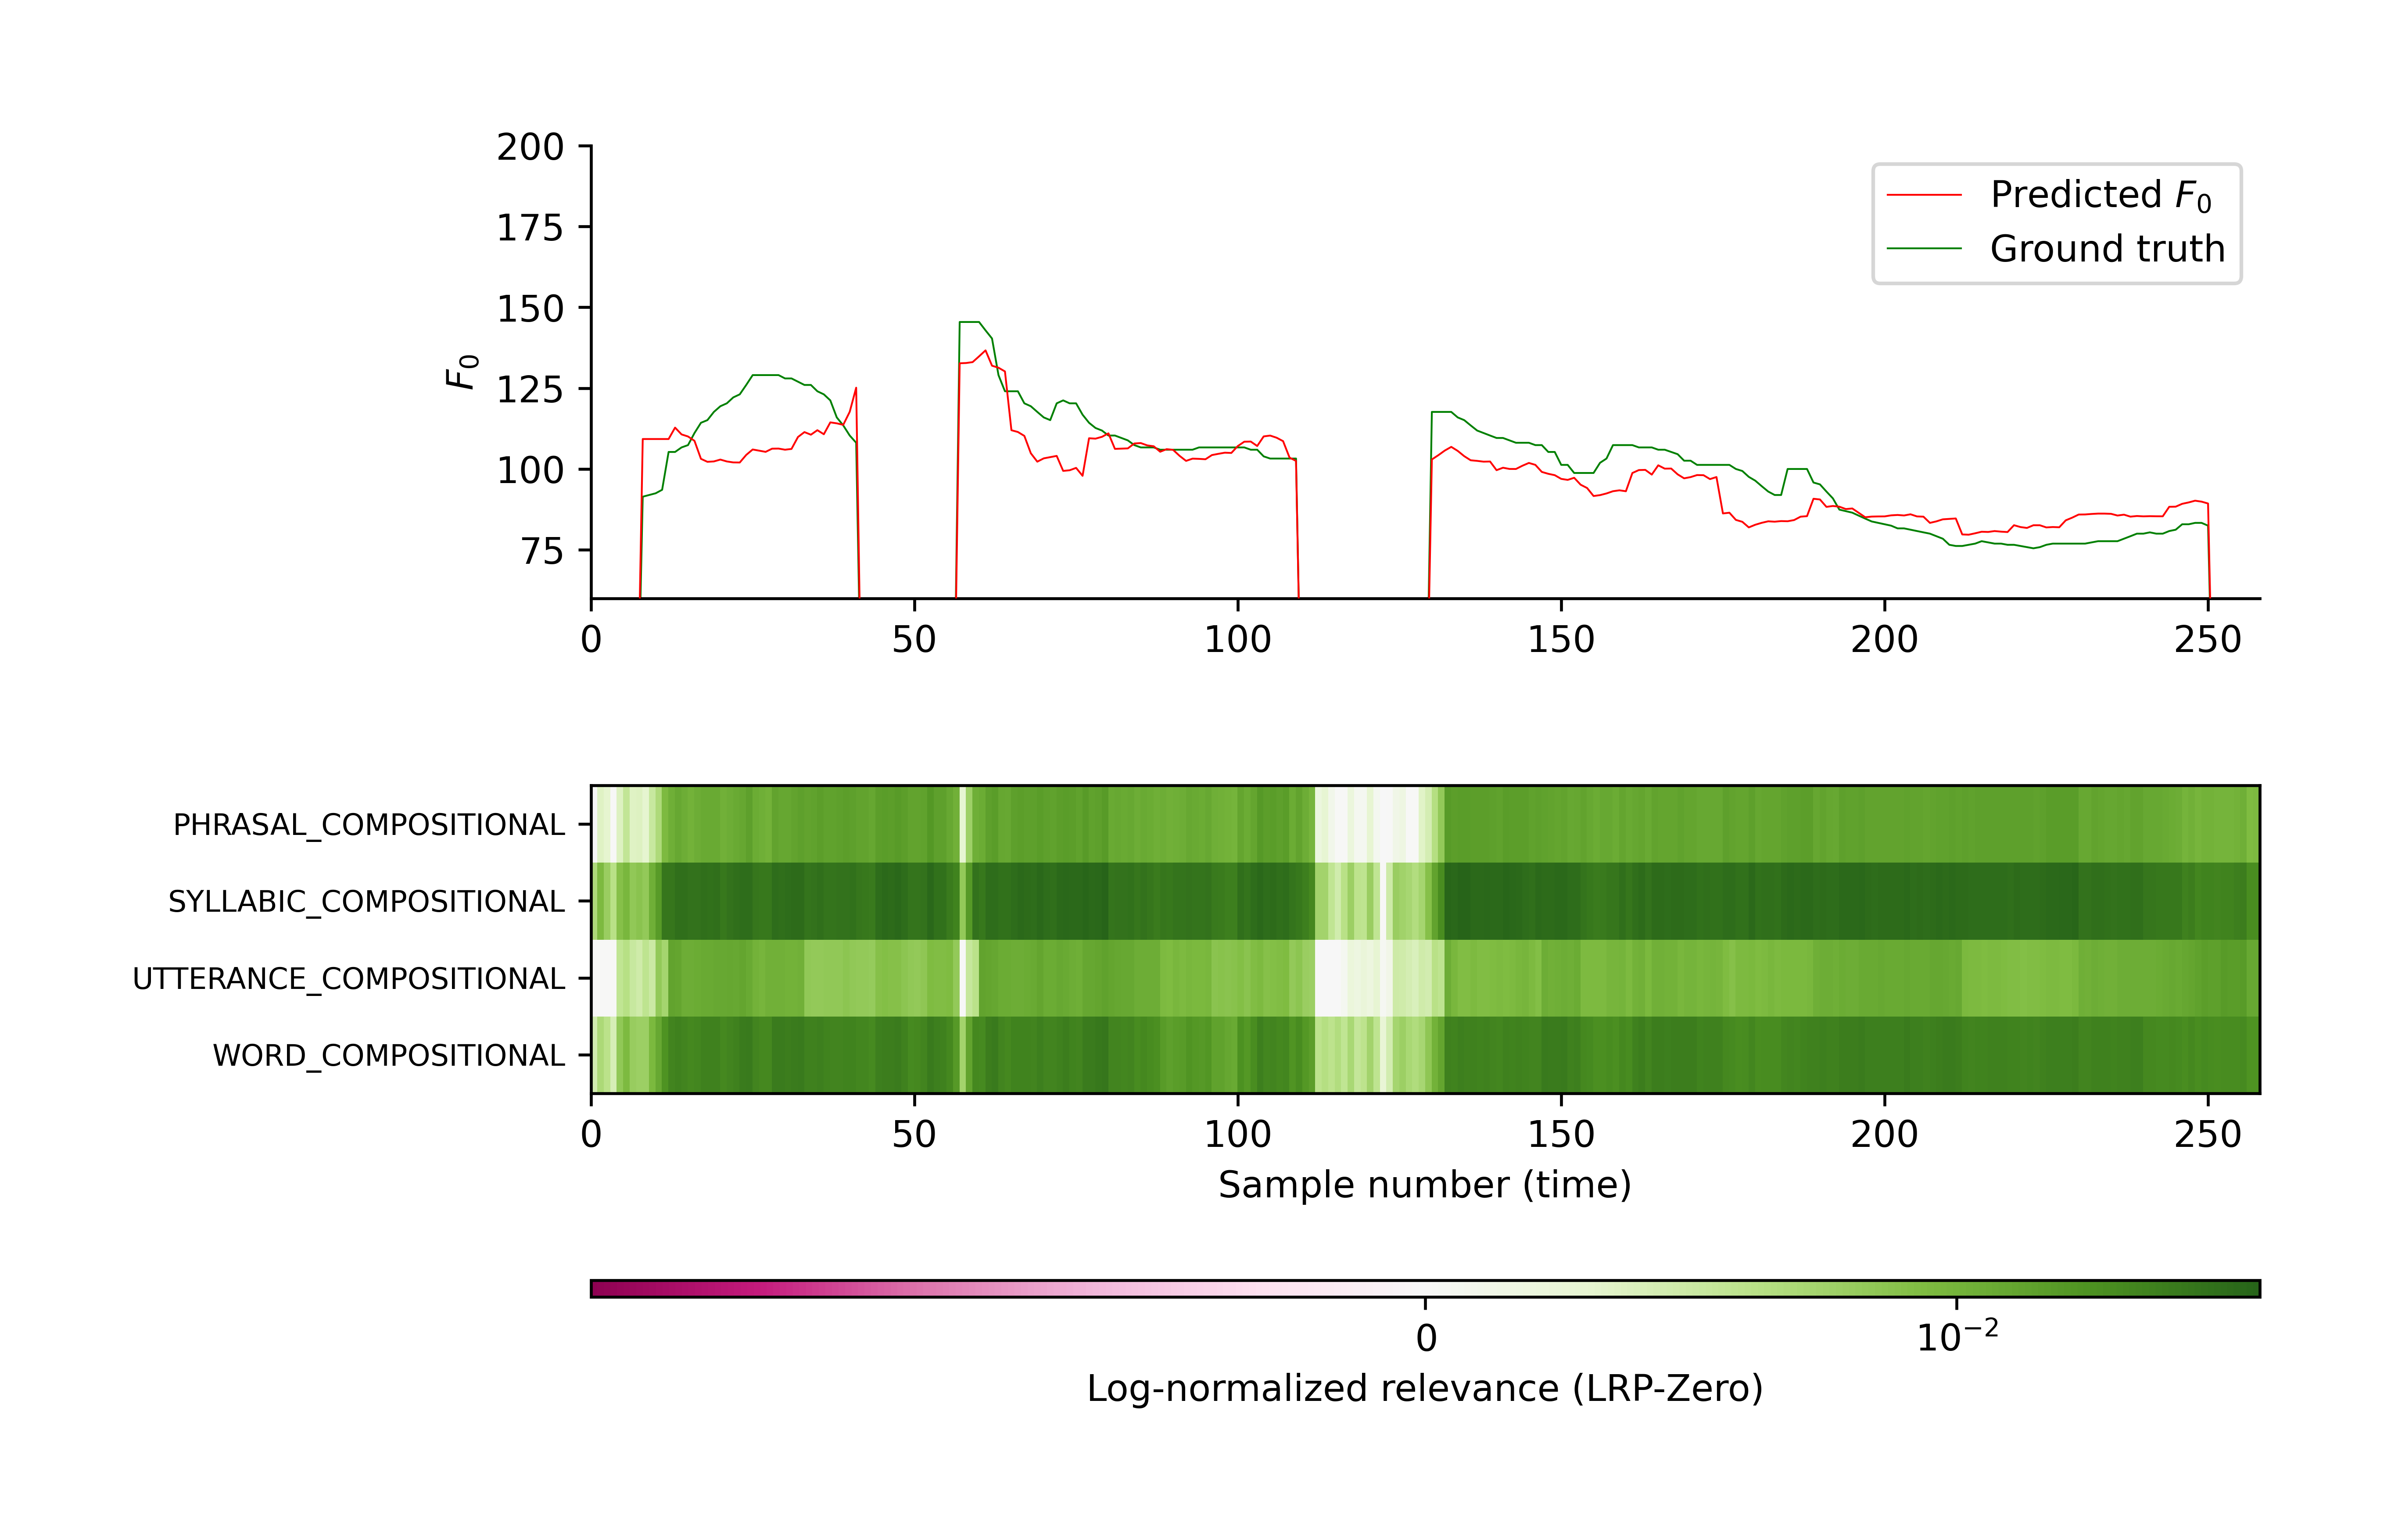 200
175
150
125
100
75
F₀
Predicted F₀
Ground truth
0 50 100 150 200 250
PHRASAL_COMPOSITIONAL
SYLLABIC_COMPOSITIONAL
UTTERANCE_COMPOSITIONAL
WORD_COMPOSITIONAL
0 50 100 150 200 250
Sample number (time)
0 10⁻²
Log-normalized relevance (LRP-Zero)